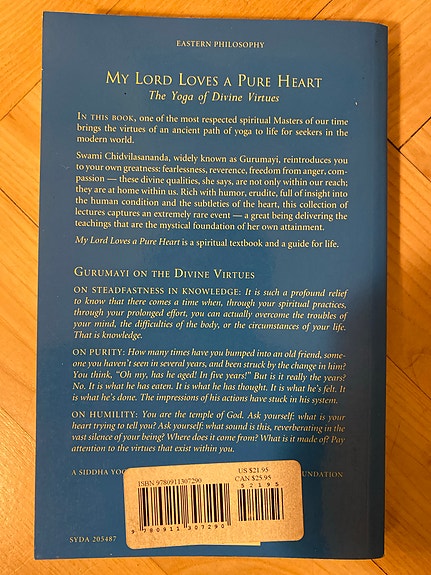 EASTERN PHILOSOPHY
MY LORD LOVES A PURE HEART
The Yoga of Divine Virtues
IN THIS BOOK, one of the most respected spiritual Masters of our time
brings the virtues of an ancient path of yoga to life for seekers in the
modern world.
Swami Chidvilasananda, widely known as Gurumayi, reintroduces you
to your own greatness: fearlessness, reverence, freedom from anger, com-
passion — these divine qualities, she says, are not only within our reach;
they are at home within us. Rich with humor, erudite, full of insight into
the human condition and the subtleties of the heart, this collection of
lectures captures an extremely rare event — a great being delivering the
teachings that are the mystical foundation of her own attainment.
My Lord Loves a Pure Heart is a spiritual textbook and a guide for life.
GURUMAYI ON THE DIVINE VIRTUES
ON STEADFASTNESS IN KNOWLEDGE: It is such a profound relief
to know that there comes a time when, through your spiritual practices,
through your prolonged effort, you can actually overcome the troubles of
your mind, the difficulties of the body, or the circumstances of your life.
That is knowledge.
ON PURITY: How many times have you bumped into an old friend, some-
one you haven't seen in several years, and been struck by the change in him?
You think, "Oh my, has he aged! In five years!" But is it really the years?
No. It is what he has eaten. It is what he has thought. It is what he's felt. It
is what he's done. The impressions of his actions have stuck in his system.
ON HUMILITY: You are the temple of God. Ask yourself: what is your
heart trying to tell you? Ask yourself: what sound is this, reverberating in the
vast silence of your being? Where does it come from? What is it made of? Pay
attention to the virtues that exist within you.
A SIDDHA YOG
UNDATION
US $21.95
CAN $25.95
ISBN 9780911307290
52195
9 780911 307290
SYDA 205487